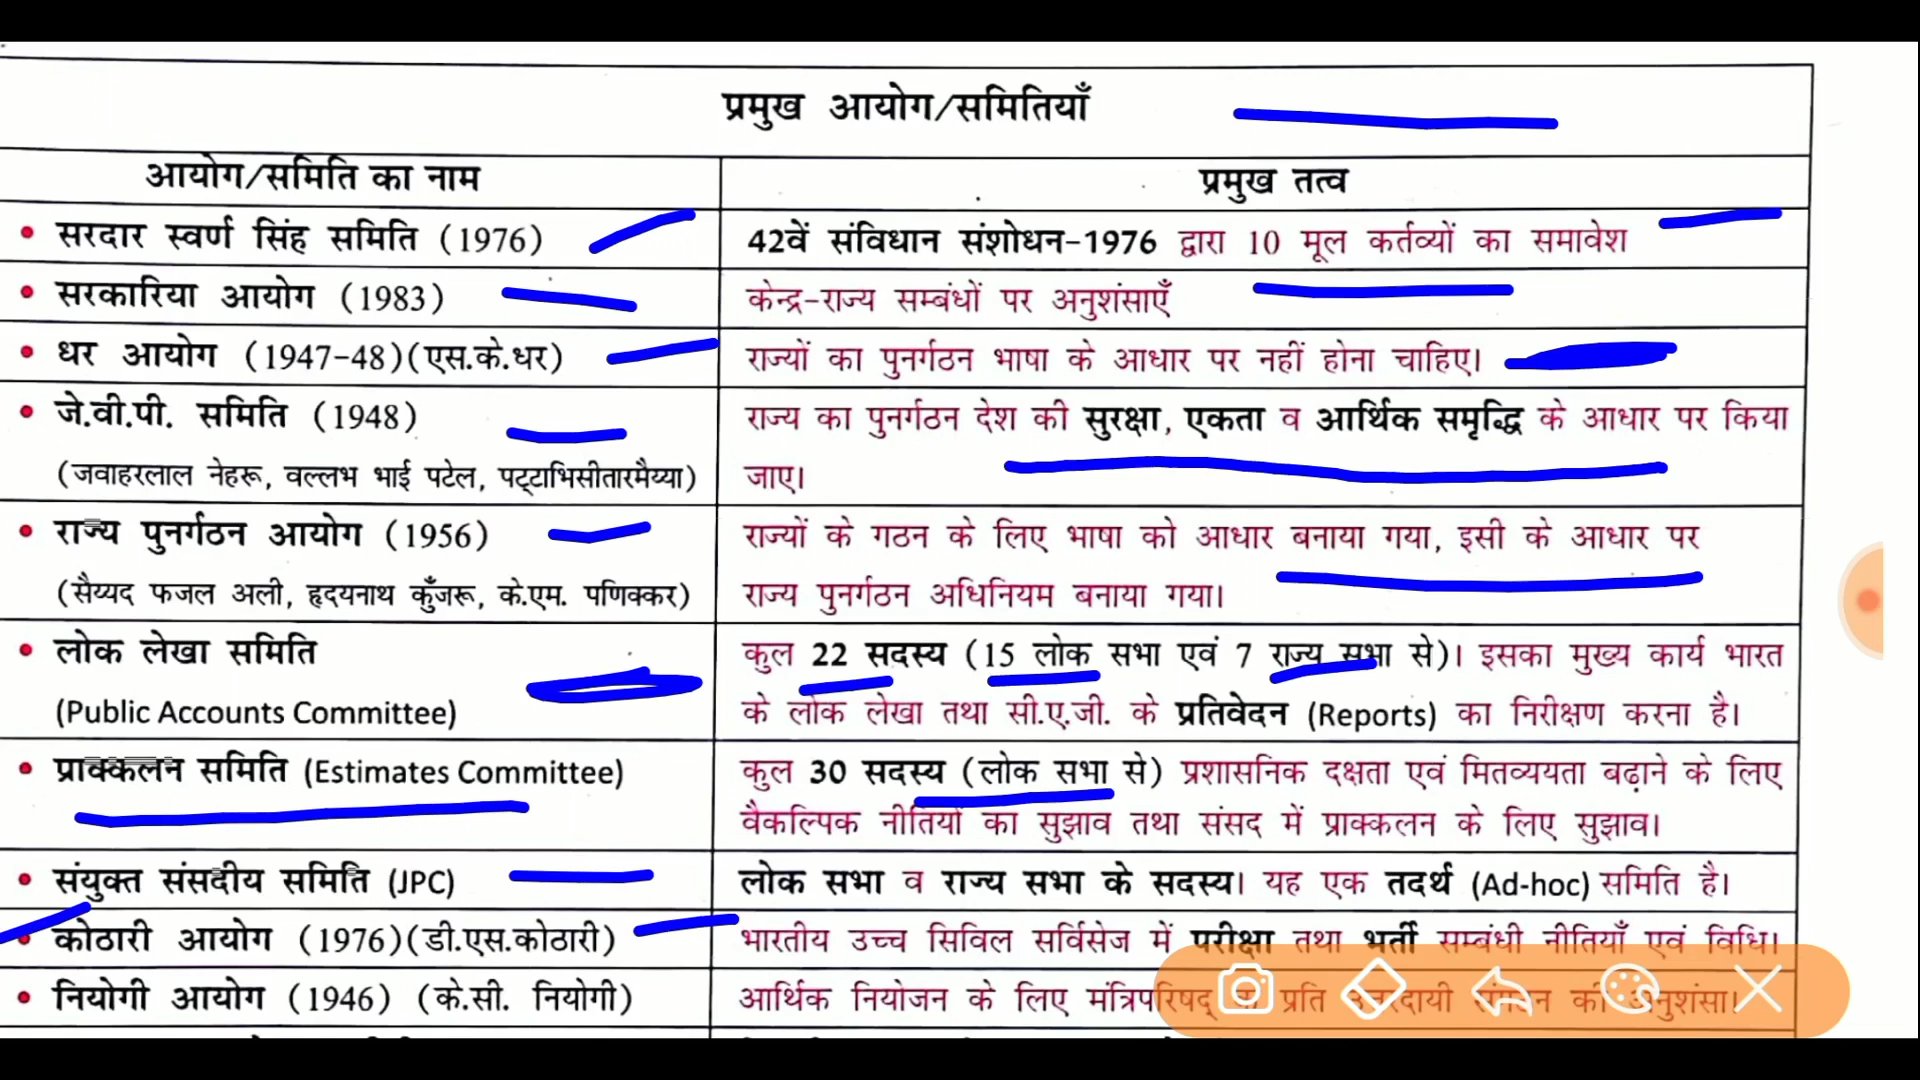 प्रमुख आयोग/समितियाँ
आयोग/समिति का नाम
प्रमुख तत्व
• सरदार स्वर्ण सिंह समिति (1976)
42वें संविधान संशोधन-1976 द्वारा 10 मूल कर्तव्यों का समावेश
• सरकारिया आयोग (1983)
केन्द्र-राज्य सम्बंधों पर अनुशंसाएँ
• धर आयोग (1947-48)(एस.के.धर)
राज्यों का पुनर्गठन भाषा के आधार पर नहीं होना चाहिए।
• जे.वी.पी. समिति (1948)
(जवाहरलाल नेहरू, वल्लभ भाई पटेल, पट्टाभिसीतारमैय्या)
राज्य का पुनर्गठन देश की सुरक्षा, एकता व आर्थिक समृद्धि के आधार पर किया
जाए।
• राज्य पुनर्गठन आयोग (1956)
(सैय्यद फजल अली, हृदयनाथ कुँजरू, के.एम. पणिक्कर)
राज्यों के गठन के लिए भाषा को आधार बनाया गया, इसी के आधार पर
राज्य पुनर्गठन अधिनियम बनाया गया।
• लोक लेखा समिति
(Public Accounts Committee)
कुल 22 सदस्य (15 लोक सभा एवं 7 राज्य सभा से)। इसका मुख्य कार्य भारत
के लोक लेखा तथा सी.ए.जी. के प्रतिवेदन (Reports) का निरीक्षण करना है।
• प्राक्कलन समिति (Estimates Committee)
कुल 30 सदस्य (लोक सभा से) प्रशासनिक दक्षता एवं मितव्ययता बढ़ाने के लिए
वैकल्पिक नीतियों का सुझाव तथा संसद में प्राक्कलन के लिए सुझाव।
• संयुक्त संसदीय समिति (JPC)
लोक सभा व राज्य सभा के सदस्य। यह एक तदर्थ (Ad-hoc) समिति है।
• कोठारी आयोग (1976)(डी.एस.कोठारी)
भारतीय उच्च सिविल सर्विसेज में परीक्षा तथा भर्ती सम्बंधी नीतियाँ एवं विधि।
• नियोगी आयोग (1946) (के.सी. नियोगी)
आर्थिक नियोजन के लिए मंत्रिपरिषद् प्रति की अनुशंसा।